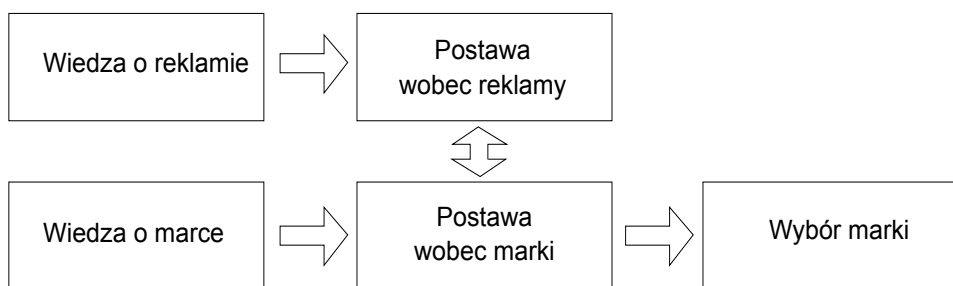 Wiedza o reklamie
Postawa
wobec reklamy
Wiedza o marce
Postawa
wobec marki
Wybór marki